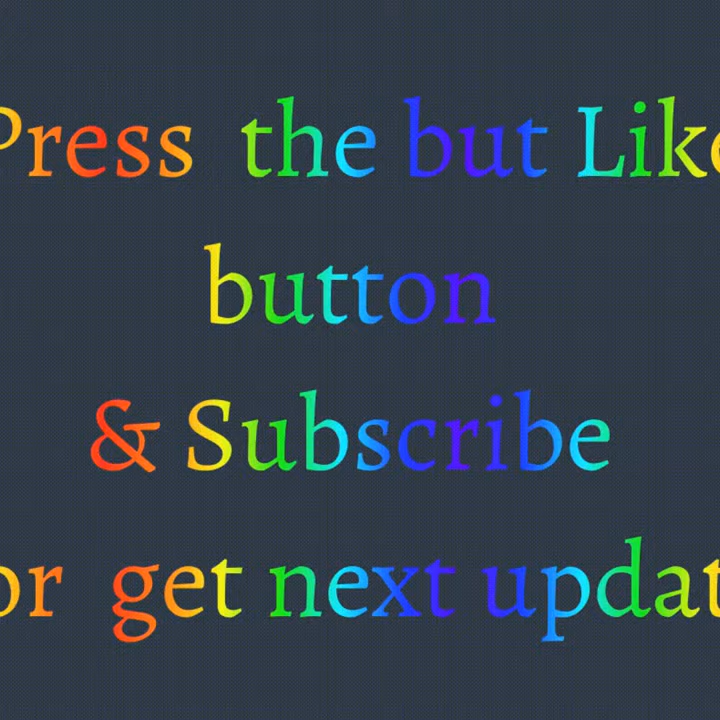 Press the but Like
button
& Subscribe
or get next updat